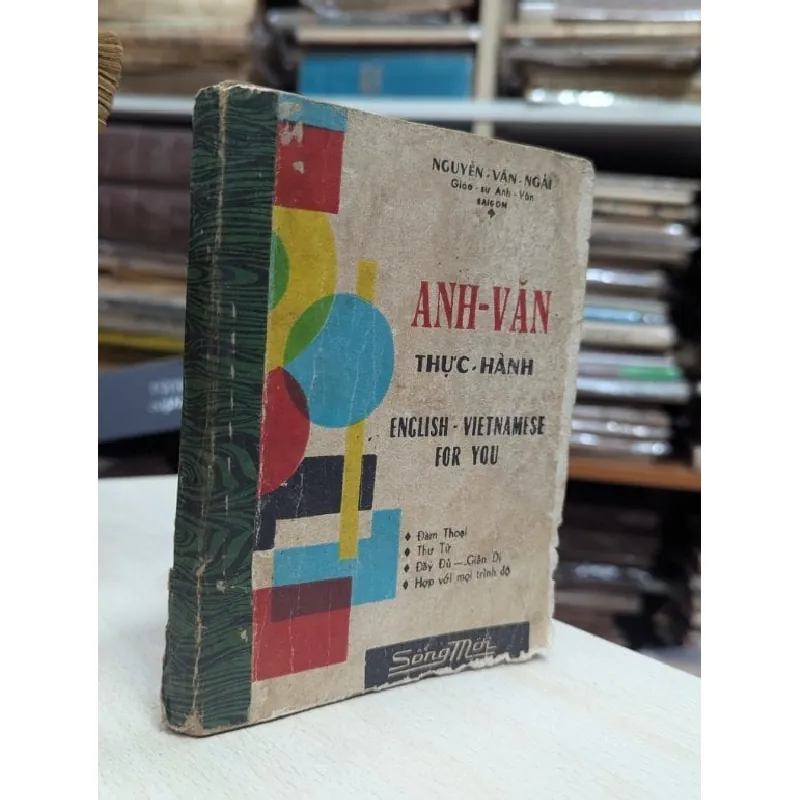 NGUYỄN - VĂN - NGÀI
Giáo - sư Anh - Văn
SAIGON
ANH-VĂN
THỰC-HÀNH
ENGLISH - VIETNAMESE
FOR YOU
♦ Đàm Thoại
♦ Thư Từ
♦ Đầy Đủ — Giản Dị
♦ Hợp với mọi trình độ
Sống Mới